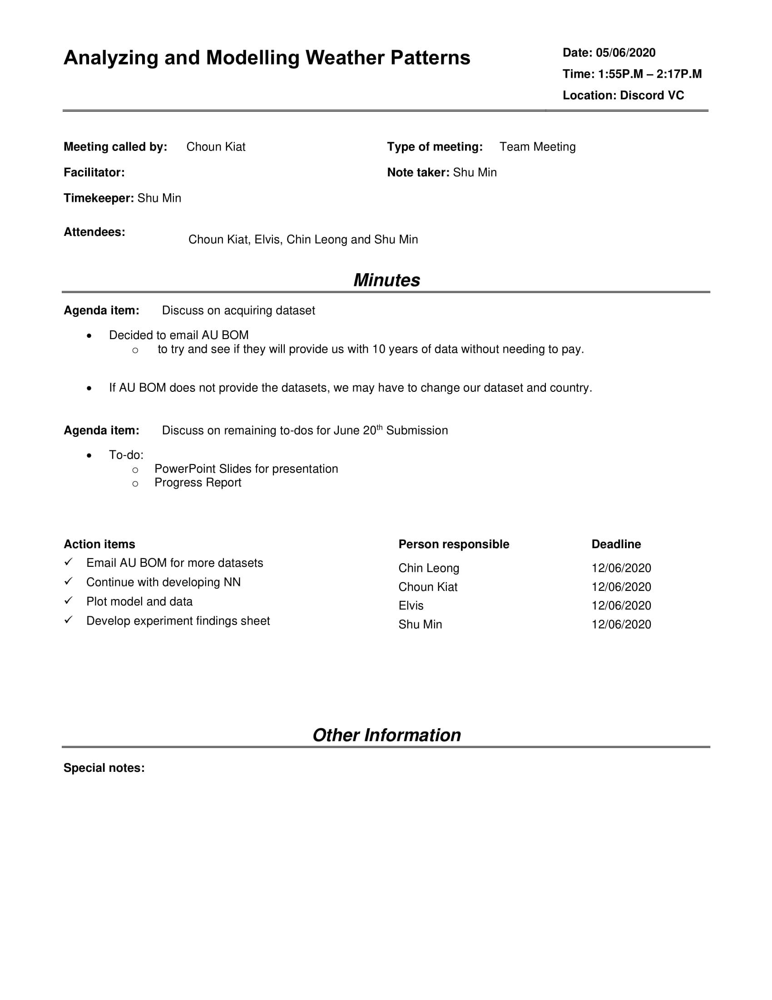 Analyzing and Modelling Weather Patterns
Date: 05/06/2020
Time: 1:55P.M – 2:17P.M
Location: Discord VC
Meeting called by: Choun Kiat
Type of meeting: Team Meeting
Facilitator:
Note taker: Shu Min
Timekeeper: Shu Min
Attendees:
Choun Kiat, Elvis, Chin Leong and Shu Min
Minutes
Agenda item: Discuss on acquiring dataset
• Decided to email AU BOM
o to try and see if they will provide us with 10 years of data without needing to pay.
• If AU BOM does not provide the datasets, we may have to change our dataset and country.
Agenda item: Discuss on remaining to-dos for June 20th Submission
• To-do:
o PowerPoint Slides for presentation
o Progress Report
Action items Person responsible Deadline
✓ Email AU BOM for more datasets Chin Leong 12/06/2020
✓ Continue with developing NN Choun Kiat 12/06/2020
✓ Plot model and data Elvis 12/06/2020
✓ Develop experiment findings sheet Shu Min 12/06/2020
Other Information
Special notes: